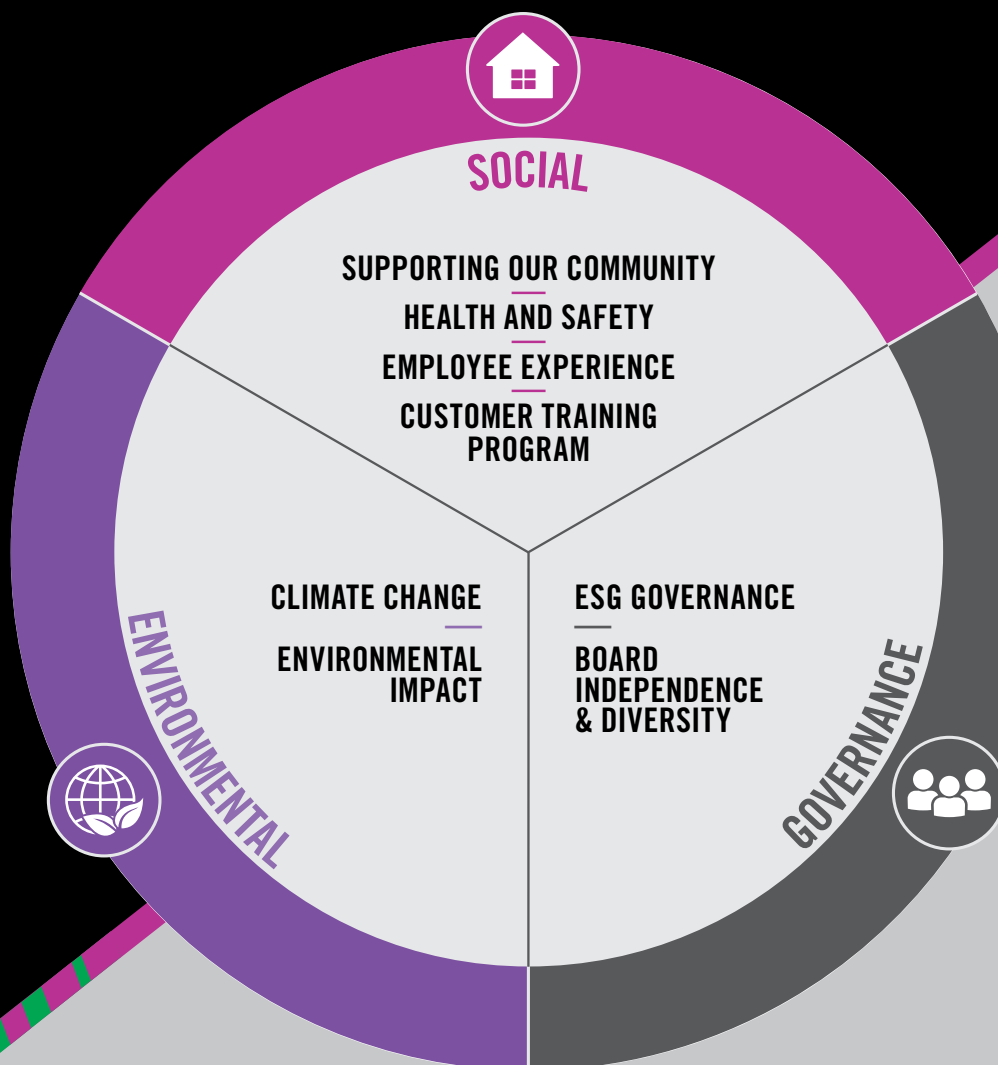 SOCIAL
SUPPORTING OUR COMMUNITY
HEALTH AND SAFETY
EMPLOYEE EXPERIENCE
CUSTOMER TRAINING
PROGRAM
ENVIRONMENTAL
CLIMATE CHANGE
ENVIRONMENTAL
IMPACT
ESG GOVERNANCE
BOARD
INDEPENDENCE
& DIVERSITY
GOVERNANCE